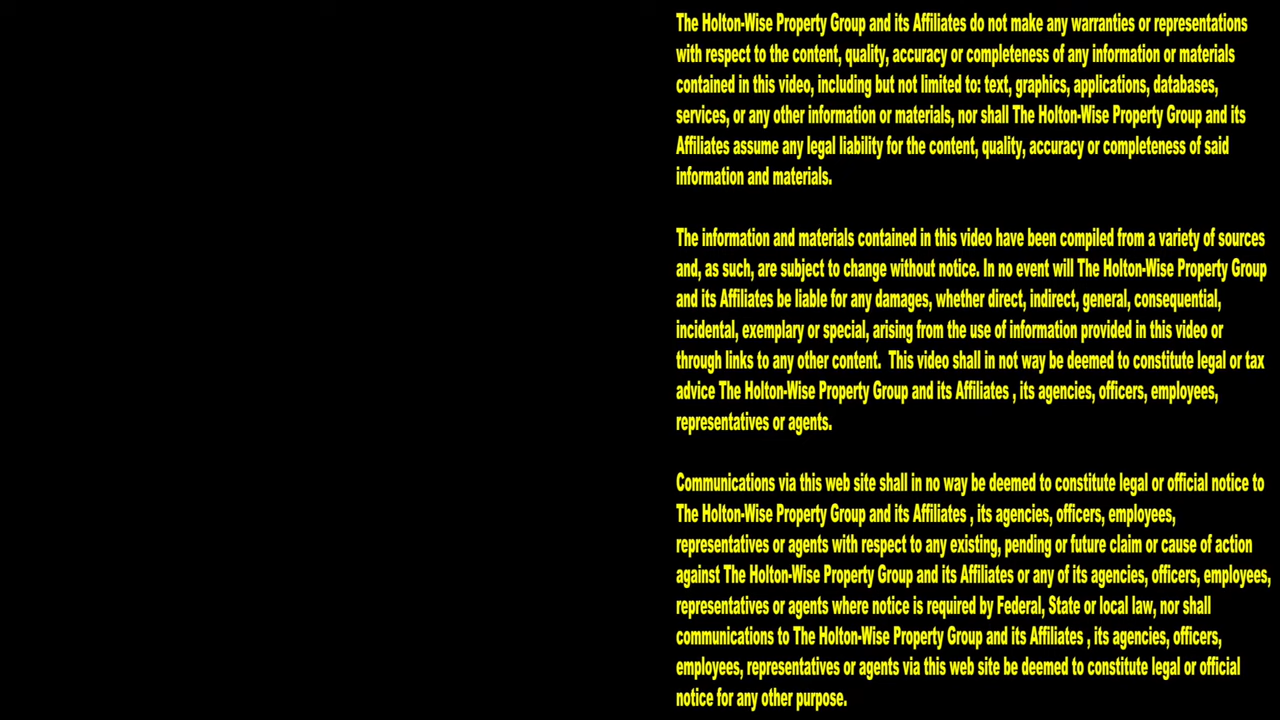 The Holton-Wise Property Group and its Affiliates do not make any warranties or representations
with respect to the content, quality, accuracy or completeness of any information or materials
contained in this video, including but not limited to: text, graphics, applications, databases,
services, or any other information or materials, nor shall The Holton-Wise Property Group and its
Affiliates assume any legal liability for the content, quality, accuracy or completeness of said
information and materials.
The information and materials contained in this video have been compiled from a variety of sources
and, as such, are subject to change without notice. In no event will The Holton-Wise Property Group
and its Affiliates be liable for any damages, whether direct, indirect, general, consequential,
incidental, exemplary or special, arising from the use of information provided in this video or
through links to any other content.  This video shall in not way be deemed to constitute legal or tax
advice The Holton-Wise Property Group and its Affiliates , its agencies, officers, employees,
representatives or agents.
Communications via this web site shall in no way be deemed to constitute legal or official notice to
The Holton-Wise Property Group and its Affiliates , its agencies, officers, employees,
representatives or agents with respect to any existing, pending or future claim or cause of action
against The Holton-Wise Property Group and its Affiliates or any of its agencies, officers, employees,
representatives or agents where notice is required by Federal, State or local law, nor shall
communications to The Holton-Wise Property Group and its Affiliates , its agencies, officers,
employees, representatives or agents via this web site be deemed to constitute legal or official
notice for any other purpose.